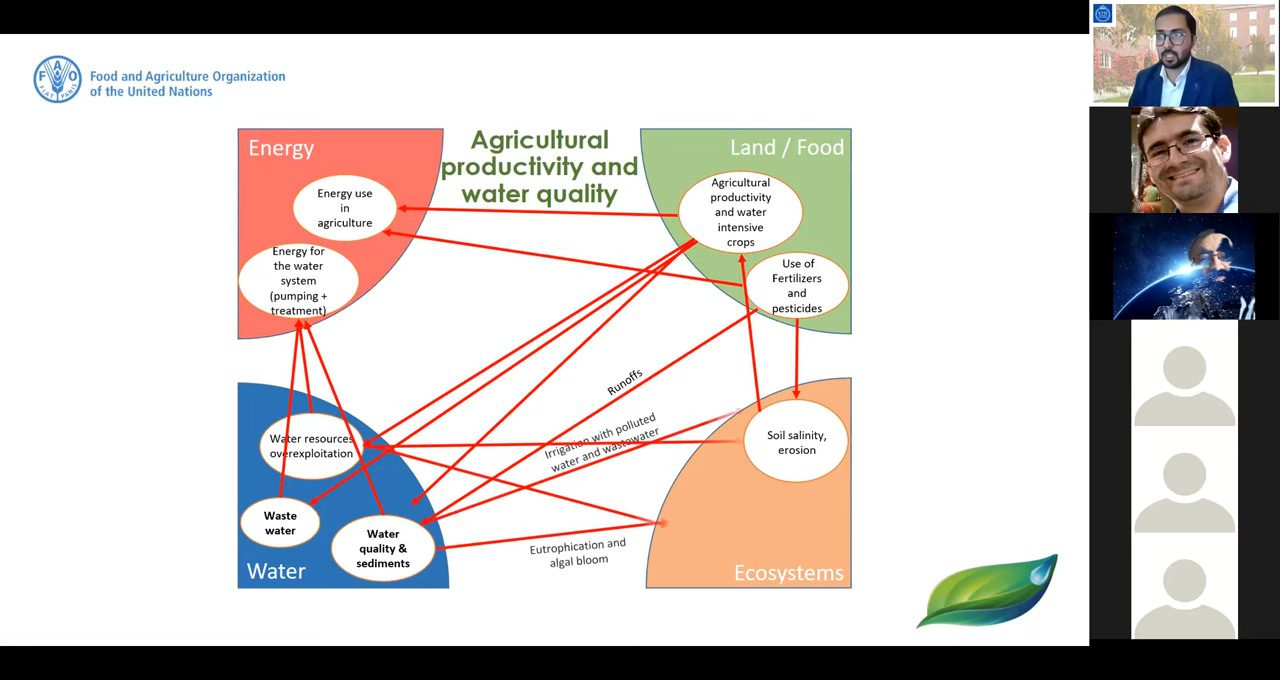 Food and Agriculture Organization
of the United Nations
F A O
FIAT PANIS
Agricultural
productivity and
water quality
Energy
Energy use
in
agriculture
Energy for
the water
system
(pumping +
treatment)
Land / Food
Agricultural
productivity
and water
intensive
crops
Use of
Fertilizers
and
pesticides
Runoffs
Irrigation with polluted
water and wastewater
Eutrophication and
algal bloom
Water resources
overexploitation
Waste
water
Water
quality &
sediments
Water
Soil salinity,
erosion
Ecosystems
KTH